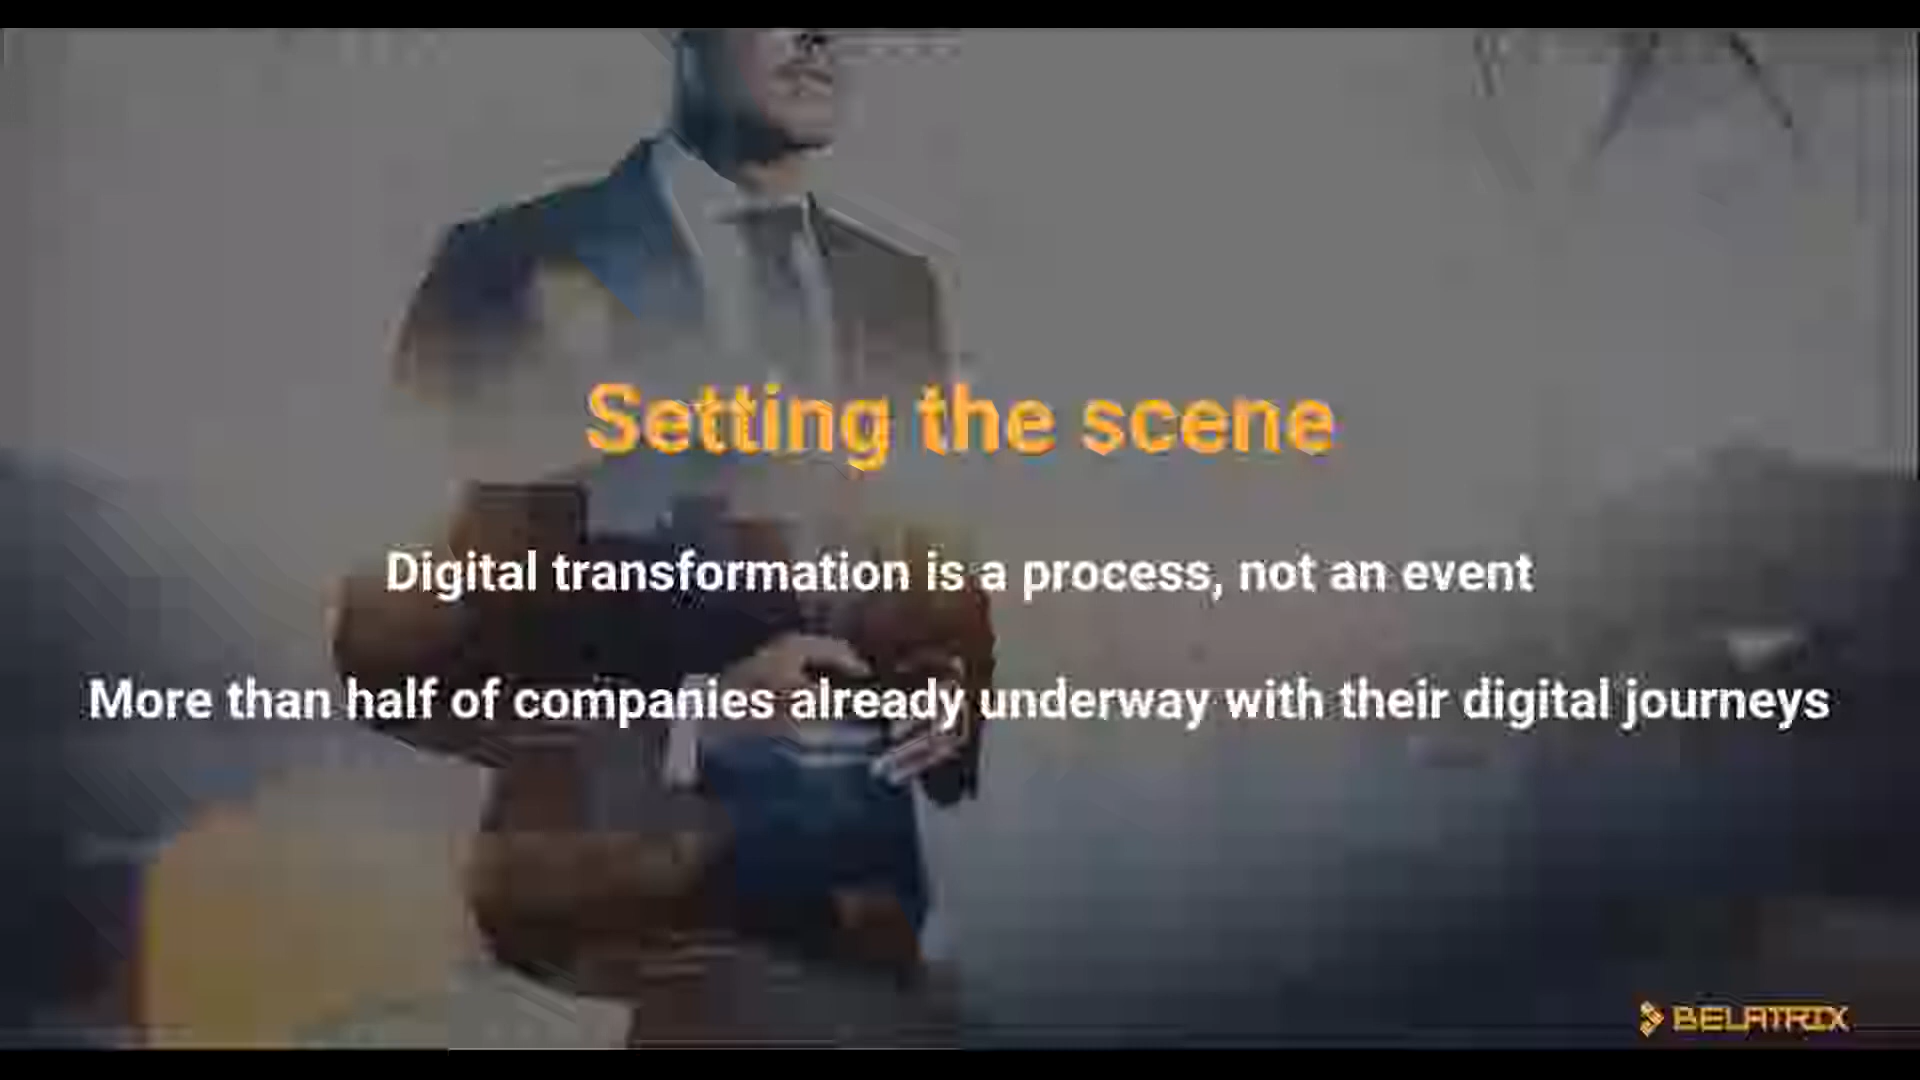 Setting the scene
Digital transformation is a process, not an event
More than half of companies already underway with their digital journeys
BELATRIX